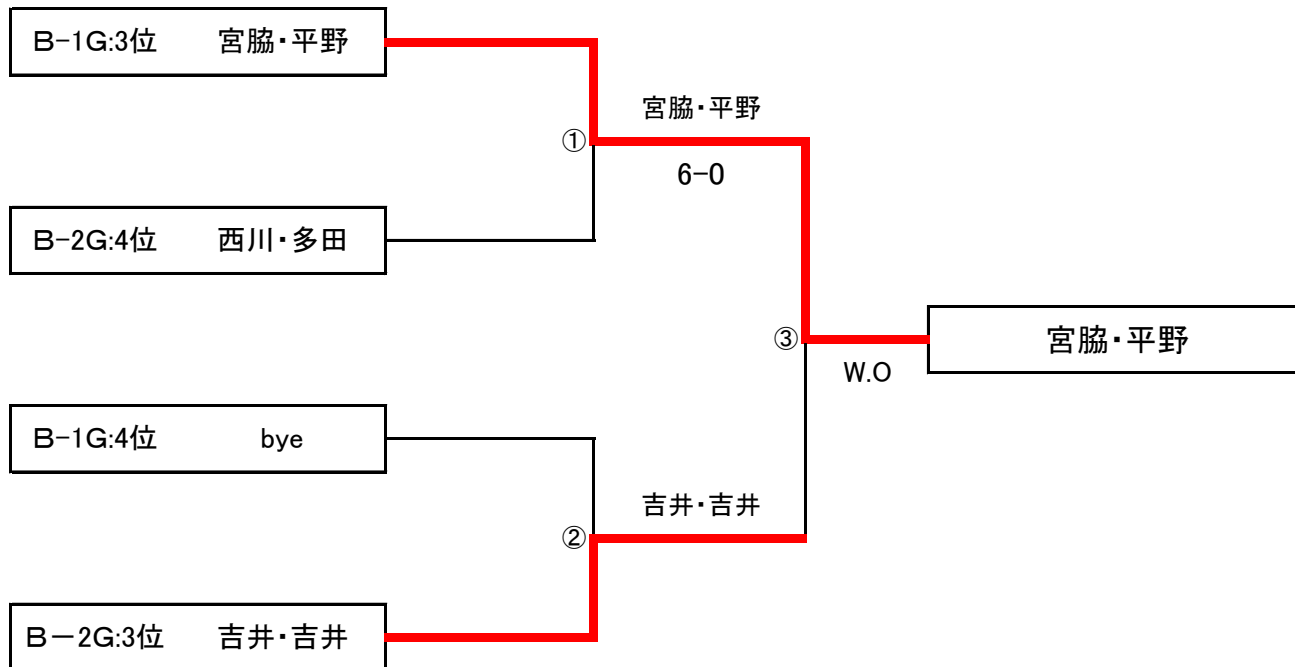 B-1G:3位 宮脇・平野
宮脇・平野
①
6-0
B-2G:4位 西川・多田
③
宮脇・平野
W.O
B-1G:4位 bye
吉井・吉井
②
B－2G:3位 吉井・吉井